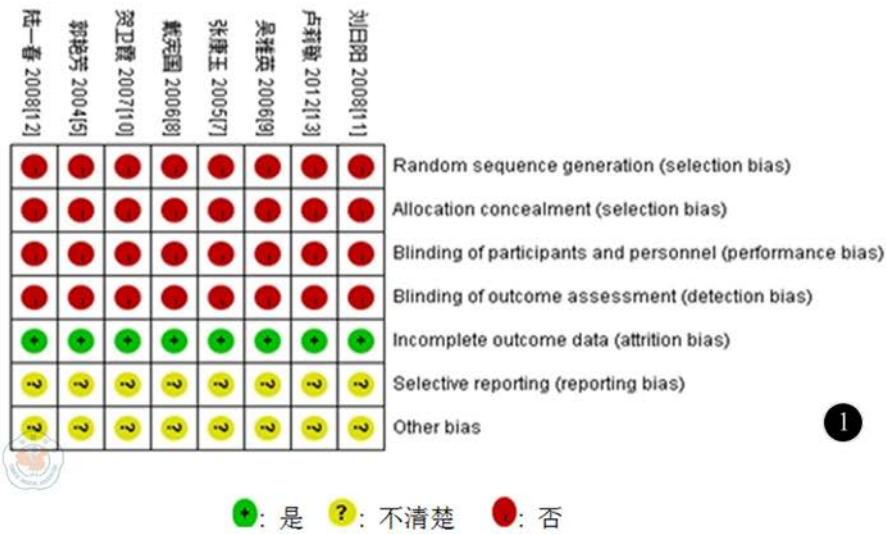 陆一春 2008[12]
郭艳芳 2004[5]
贺卫霞 2007[10]
戴宪国 2006[8]
张康玉 2005[7]
吴雅英 2006[9]
卢莉敏 2012[13]
刘日阳 2008[11]
Random sequence generation (selection bias)
Allocation concealment (selection bias)
Blinding of participants and personnel (performance bias)
Blinding of outcome assessment (detection bias)
+ + + + + + + + Incomplete outcome data (attrition bias)
? ? ? ? ? ? ? ? Selective reporting (reporting bias)
? ? ? ? ? ? ? ? Other bias
1
+ : 是 ? : 不清楚 : 否